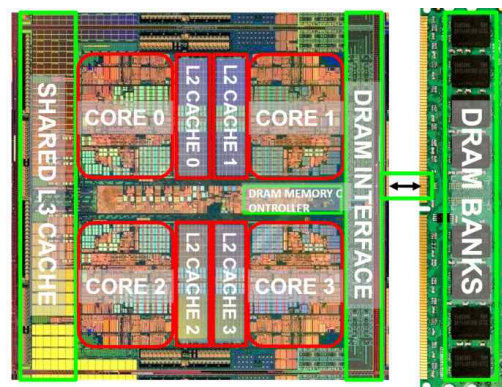 SHARED L3 CACHE
CORE 0
L2 CACHE 0
L2 CACHE 1
CORE 1
DRAM MEMORY C
ONTROLLER
CORE 2
L2 CACHE 2
L2 CACHE 3
CORE 3
DRAM INTERFACE
DRAM BANKS